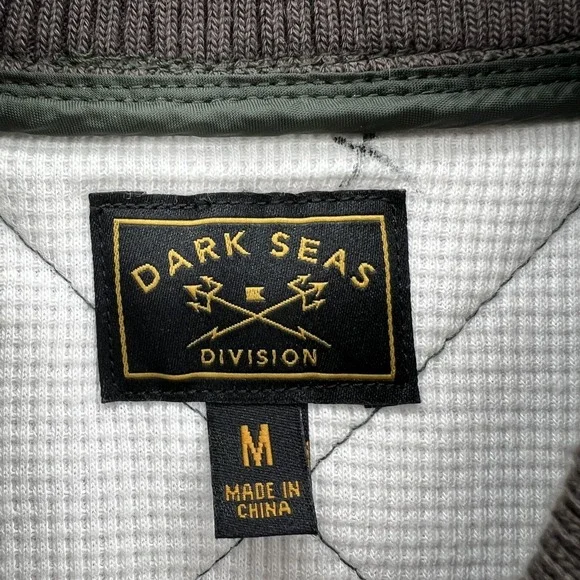 DARK SEAS
DIVISION
M
MADE IN
CHINA